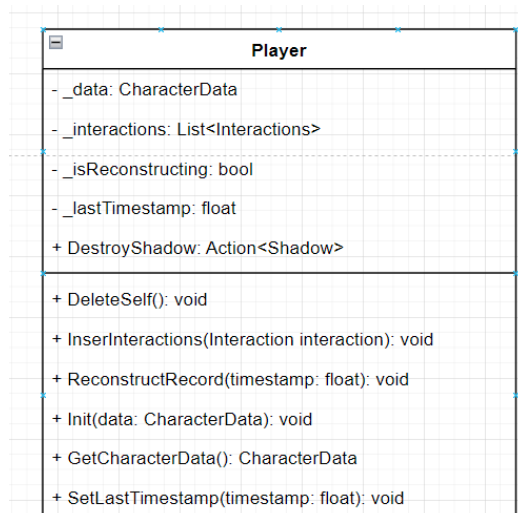 Player
- _data: CharacterData
- _interactions: List<Interactions>
- _isReconstructing: bool
- _lastTimestamp: float
+ DestroyShadow: Action<Shadow>
+ DeleteSelf(): void
+ InserInteractions(Interaction interaction): void
+ ReconstructRecord(timestamp: float): void
+ Init(data: CharacterData): void
+ GetCharacterData(): CharacterData
+ SetLastTimestamp(timestamp: float): void